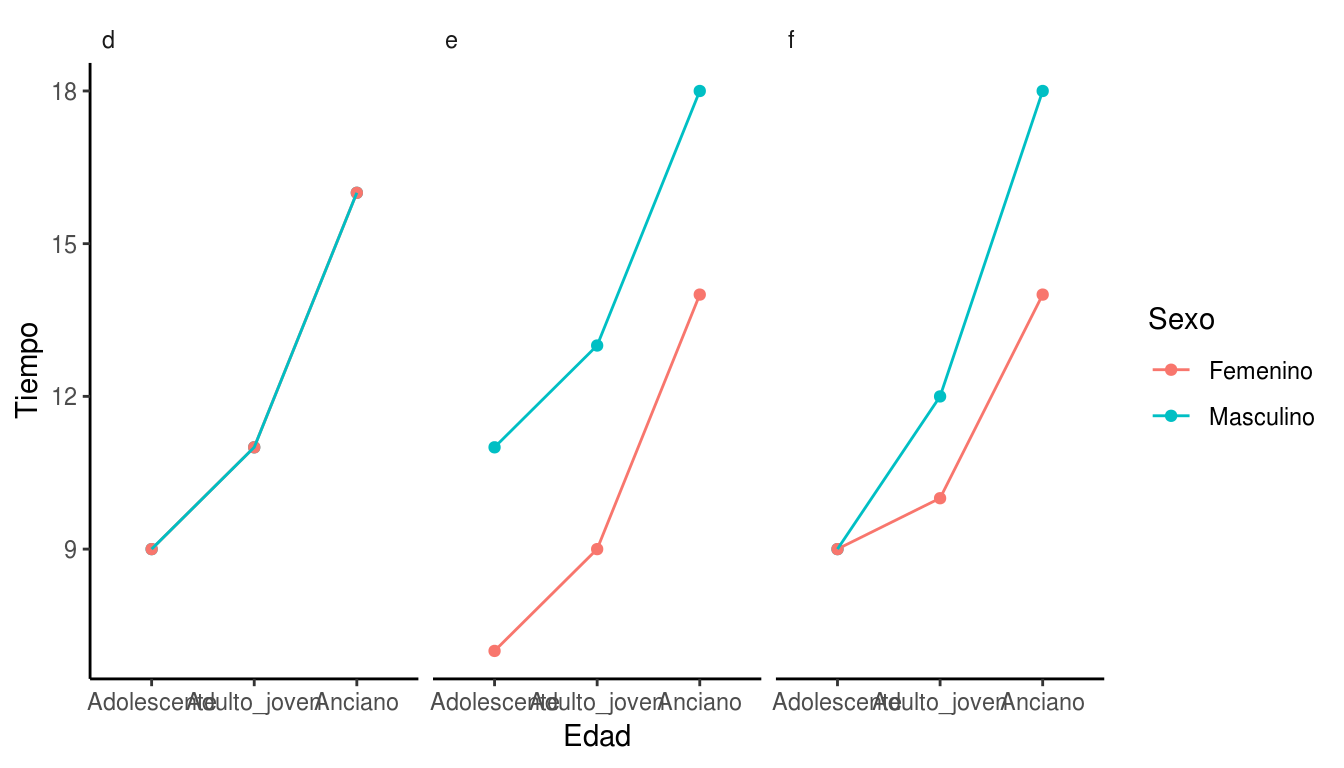 d e f
18
15
12
9
Tiempo
Adolescente Adulto_joven Anciano Adolescente Adulto_joven Anciano Adolescente Adulto_joven Anciano
Edad
Sexo
Femenino
Masculino